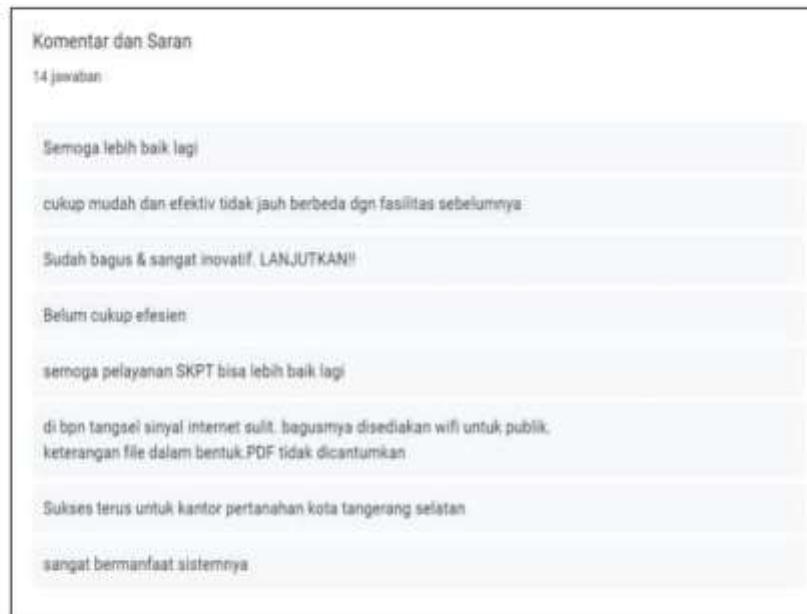 Komentar dan Saran
14 jawaban
Semoga lebih baik lagi
cukup mudah dan efektiv tidak jauh berbeda dgn fasilitas sebelumnya
Sudah bagus & sangat inovatif. LANJUTKAN!!
Belum cukup efesien
semoga pelayanan SKPT bisa lebih baik lagi
di bpn tangsel sinyal internet sulit. bagusnya disediakan wifi untuk publik.
keterangan file dalam bentuk.PDF tidak dicantumkan
Sukses terus untuk kantor pertanahan kota tangerang selatan
sangat bermanfaat sistemnya